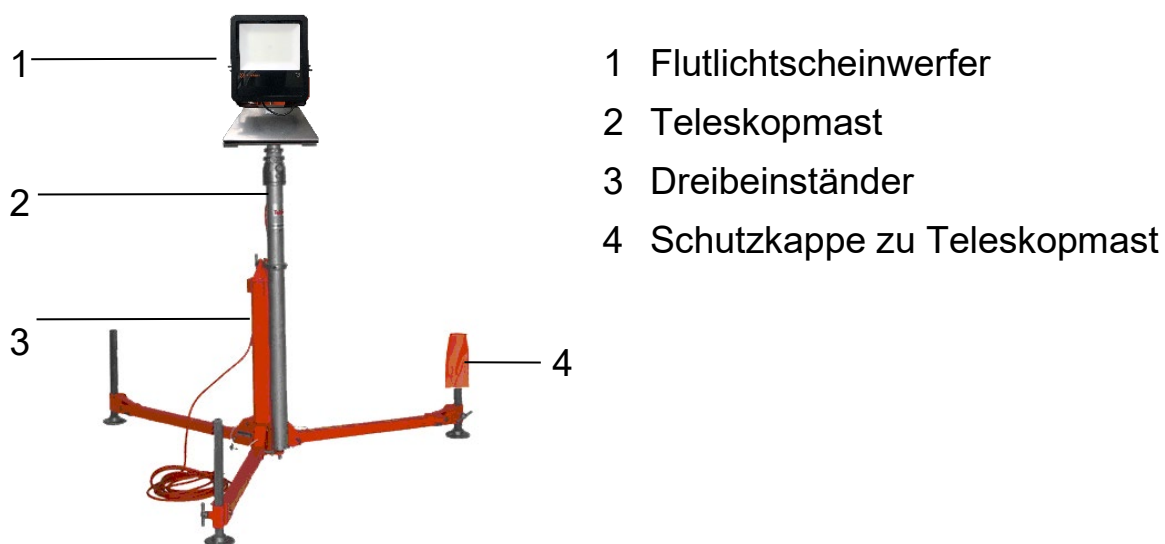 1 Flutlichtscheinwerfer
2 Teleskopmast
3 Dreibeinständer
4 Schutzkappe zu Teleskopmast
1
2
3
4